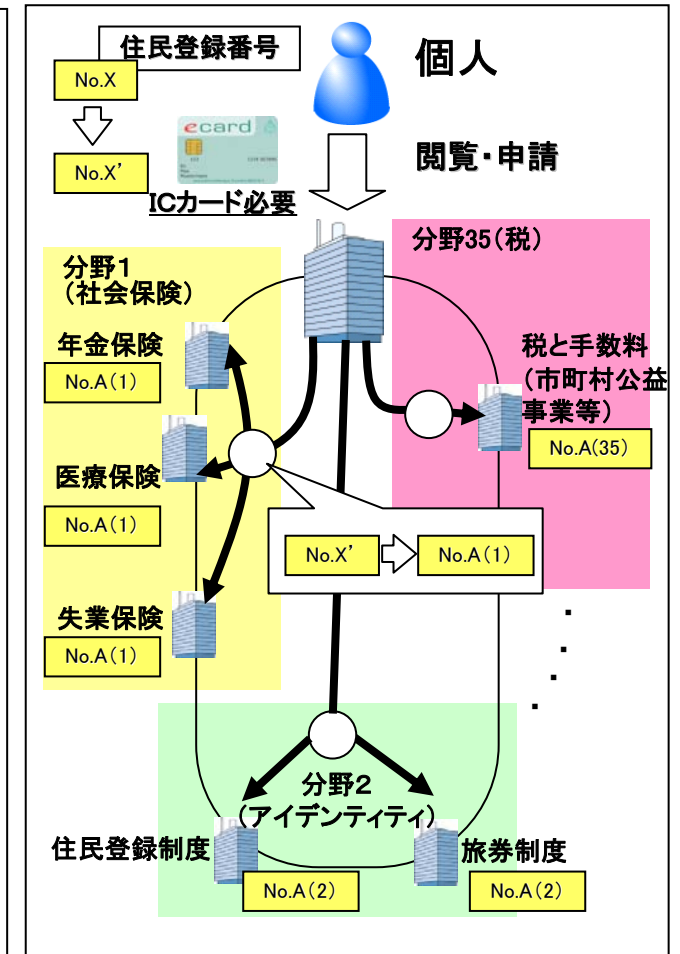 住民登録番号
No.X
No.X’
ecard
ICカード必要
個人
閲覧・申請
分野1
(社会保険)
年金保険
No.A(1)
医療保険
No.A(1)
失業保険
No.A(1)
分野35(税)
税と手数料
(市町村公益
事業等)
No.A(35)
No.X’
No.A(1)
分野2
(アイデンティティ)
住民登録制度
No.A(2)
旅券制度
No.A(2)